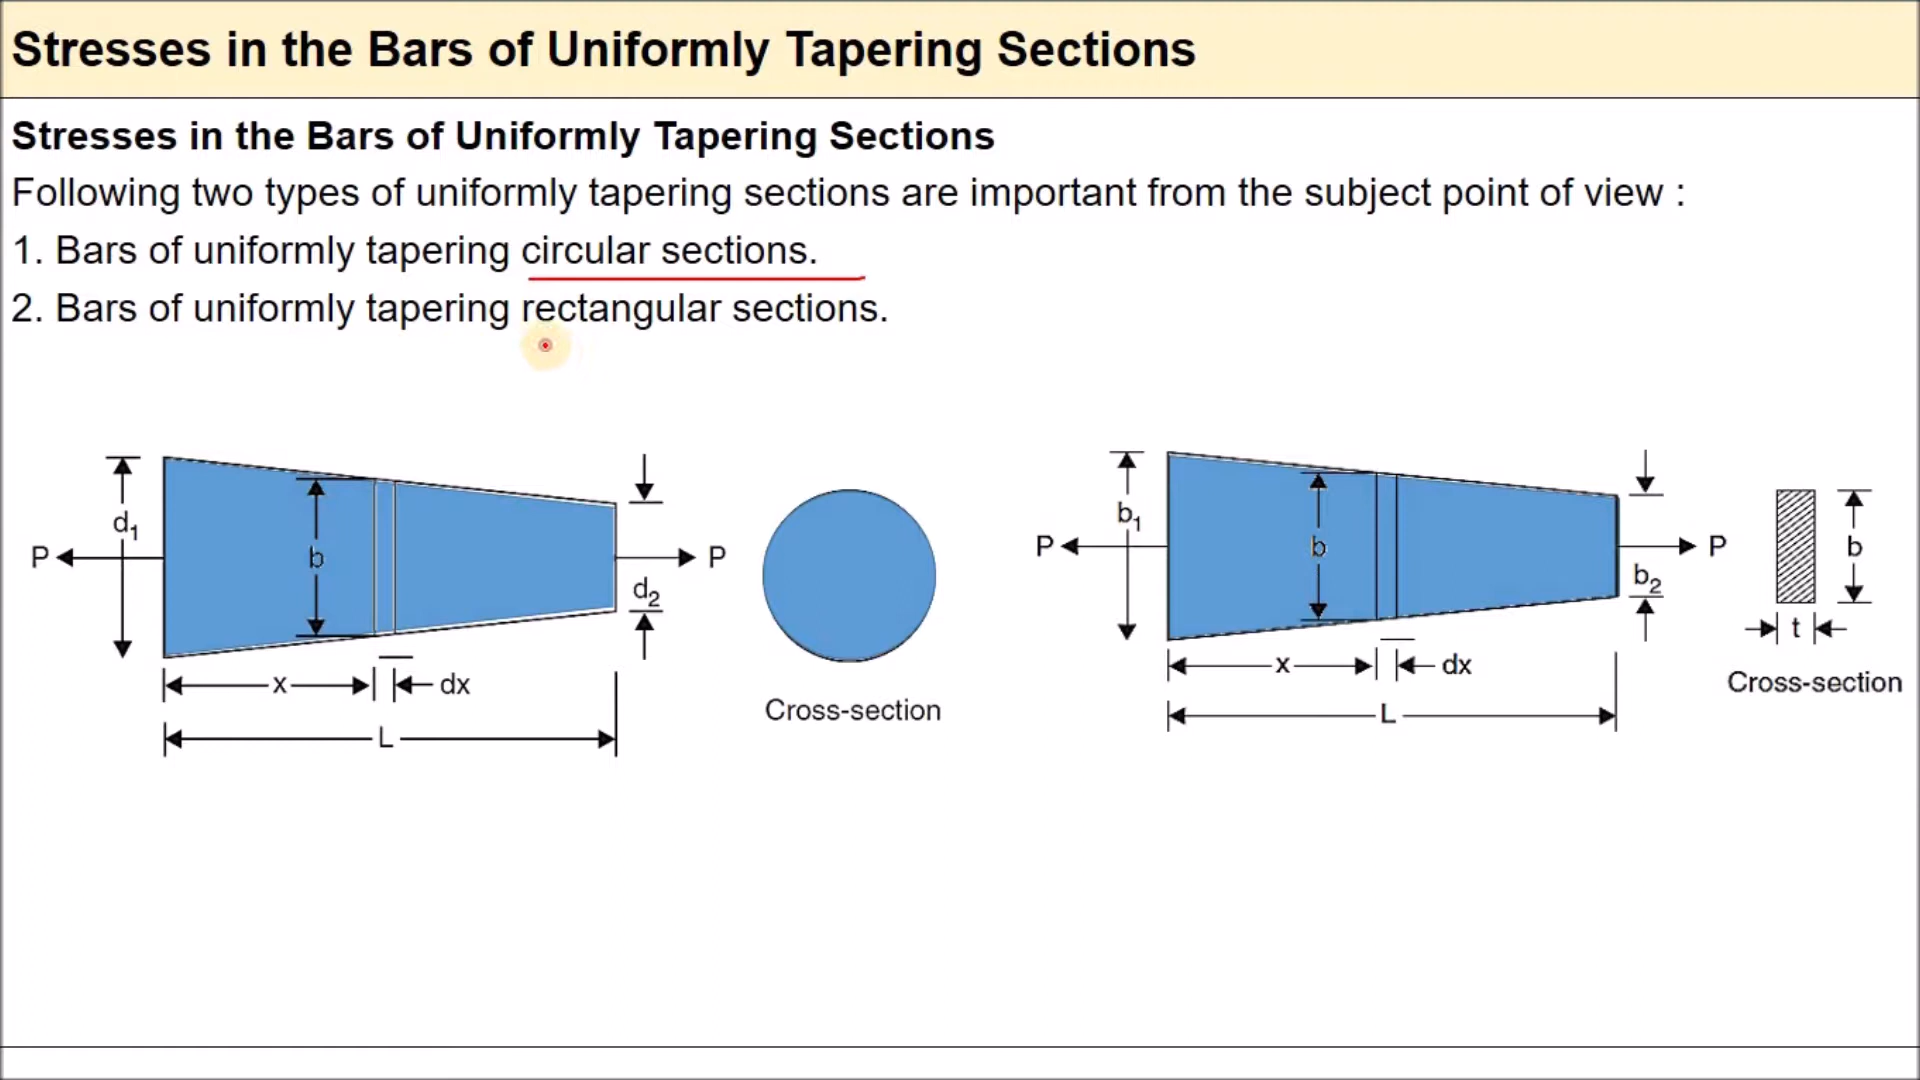 Stresses in the Bars of Uniformly Tapering Sections
Stresses in the Bars of Uniformly Tapering Sections
Following two types of uniformly tapering sections are important from the subject point of view :
1. Bars of uniformly tapering circular sections.
2. Bars of uniformly tapering rectangular sections.
d₁
P
b
P
d₂
x
dx
L
Cross-section
b₁
P
b
P
b₂
x
dx
L
b
t
Cross-section